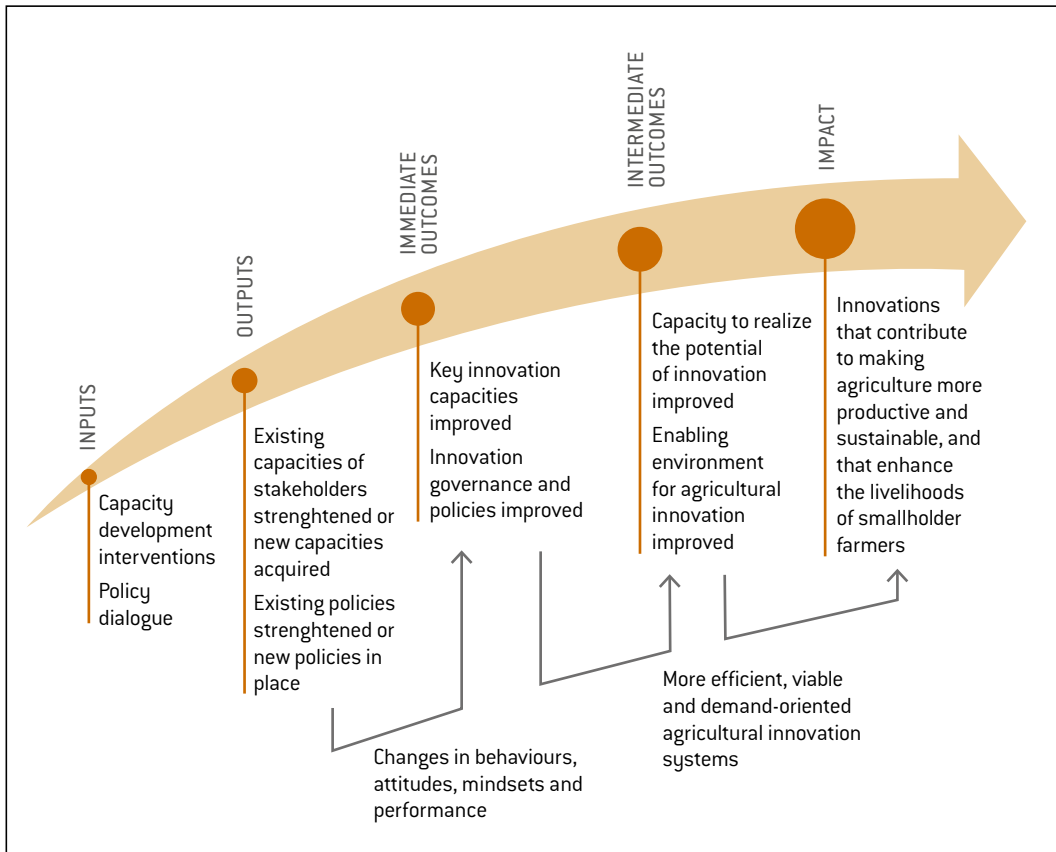 INPUTS
Capacity
development
interventions
Policy
dialogue
OUTPUTS
Existing
capacities of
stakeholders
strenghtened or
new capacities
acquired
Existing policies
strenghtened or
new policies in
place
IMMEDIATE
OUTCOMES
Key innovation
capacities
improved
Innovation
governance and
policies improved
INTERMEDIATE
OUTCOMES
Capacity to realize
the potential
of innovation
improved
Enabling
environment
for agricultural
innovation
improved
IMPACT
Innovations
that contribute
to making
agriculture more
productive and
sustainable, and
that enhance
the livelihoods
of smallholder
farmers
Changes in behaviours,
attitudes, mindsets and
performance
More efficient, viable
and demand-oriented
agricultural innovation
systems